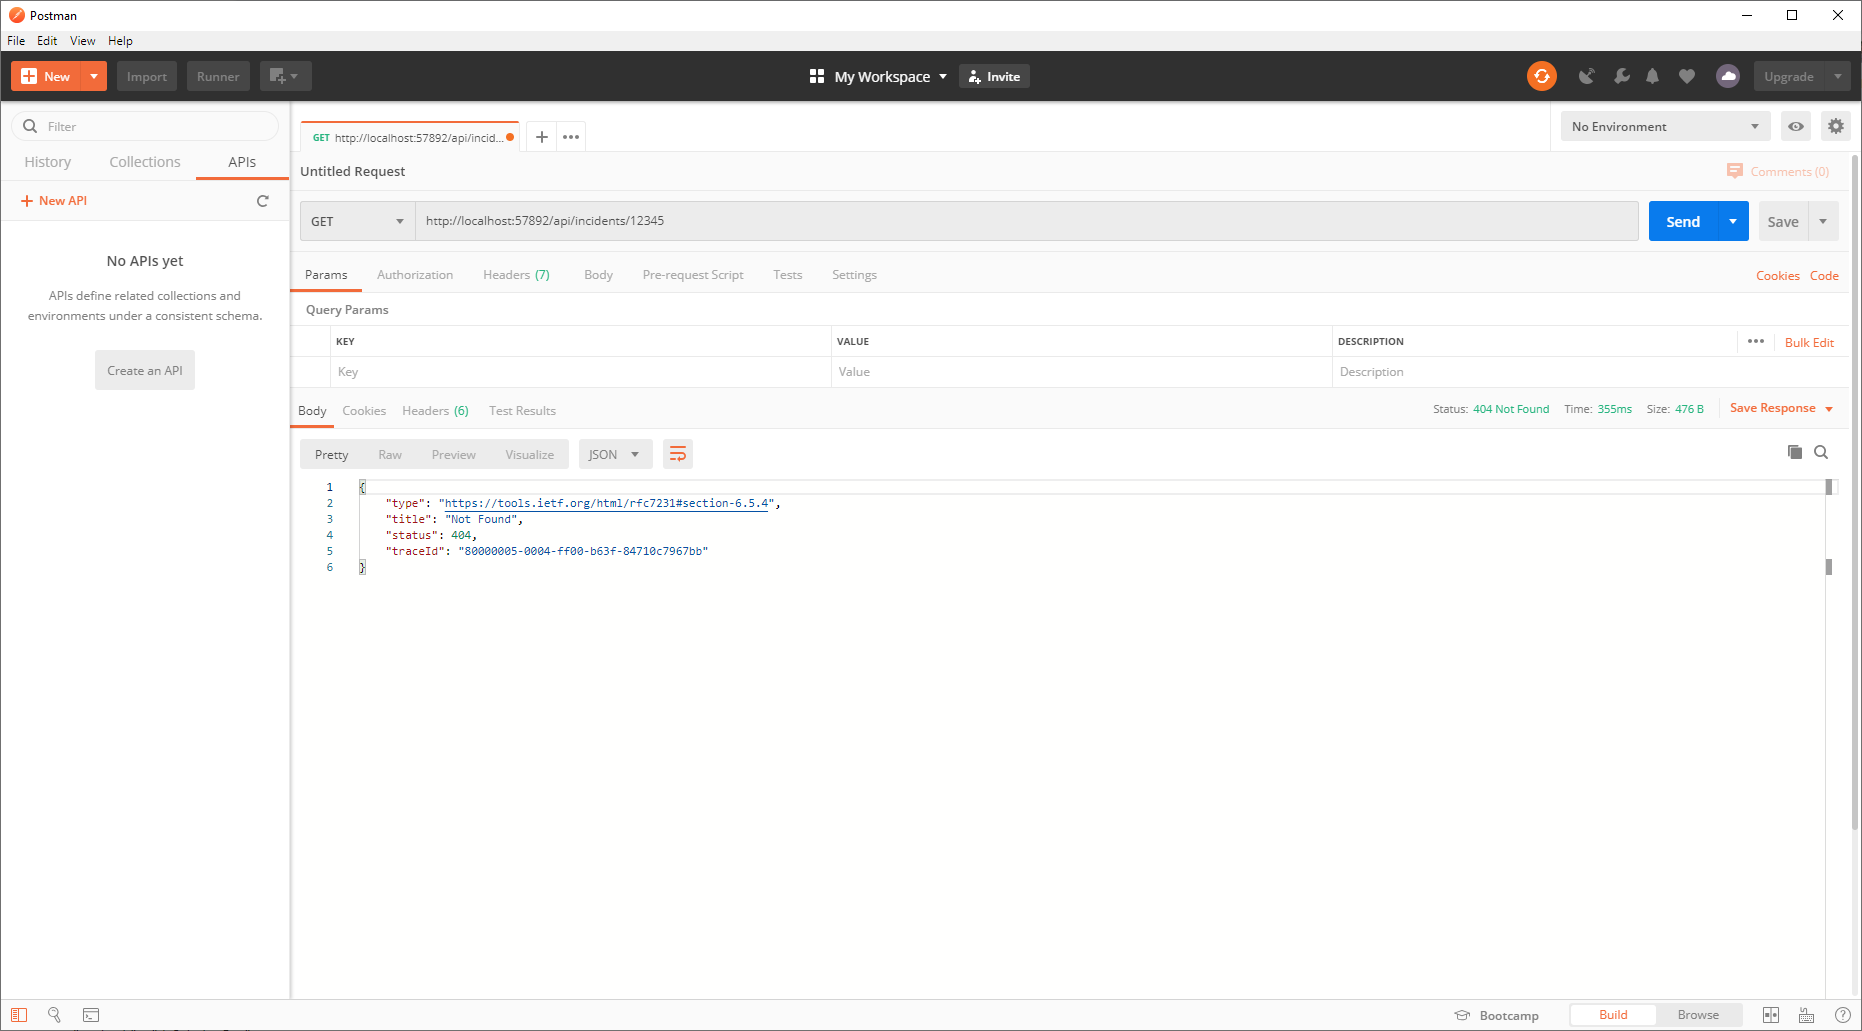 Postman
File Edit View Help
New Import Runner My Workspace Invite Upgrade
Filter
GET http://localhost:57892/api/incid...
No Environment
History Collections APIs
Untitled Request
Comments (0)
New API
GET http://localhost:57892/api/incidents/12345 Send Save
No APIs yet
APIs define related collections and
environments under a consistent schema.
Create an API
Params Authorization Headers (7) Body Pre-request Script Tests Settings Cookies Code
Query Params
KEY VALUE DESCRIPTION Bulk Edit
Key Value Description
Body Cookies Headers (6) Test Results Status: 404 Not Found Time: 355ms Size: 476 B Save Response
Pretty Raw Preview Visualize JSON
1 {
2 "type": "https://tools.ietf.org/html/rfc7231#section-6.5.4",
3 "title": "Not Found",
4 "status": 404,
5 "traceId": "80000005-0004-ff00-b63f-84710c7967bb"
6 }
Bootcamp Build Browse